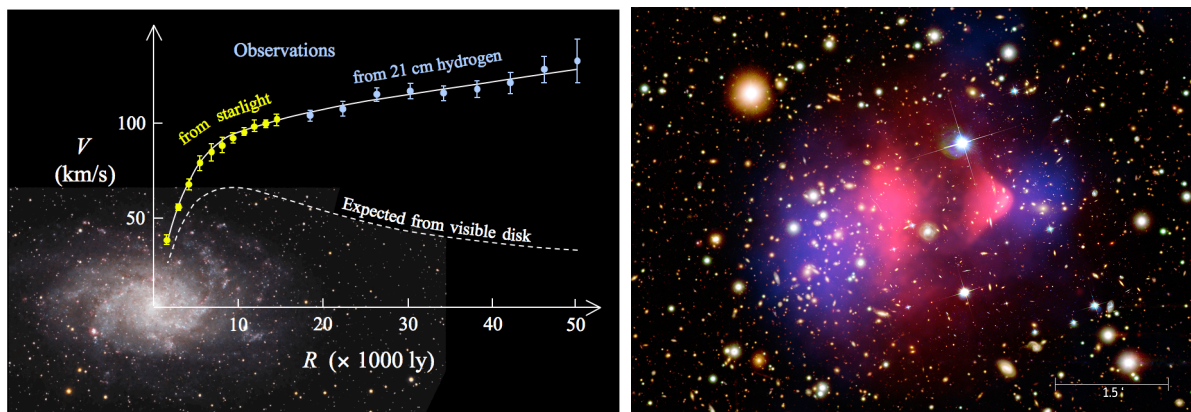 Observations
from starlight
from 21 cm hydrogen
100
V
(km/s)
50
Expected from visible disk
10
20
30
40
50
R (× 1000 ly)
1.5'